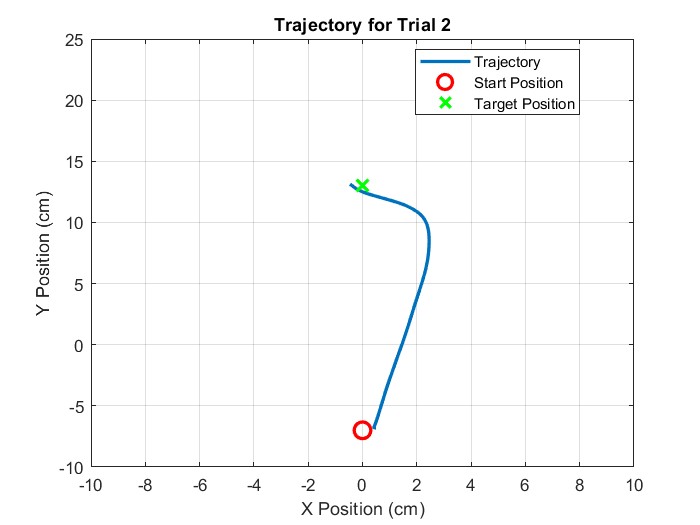 Trajectory for Trial 2
Trajectory
Start Position
Target Position
25
20
15
10
5
0
-5
-10
Y Position (cm)
-10 -8 -6 -4 -2 0 2 4 6 8 10
X Position (cm)